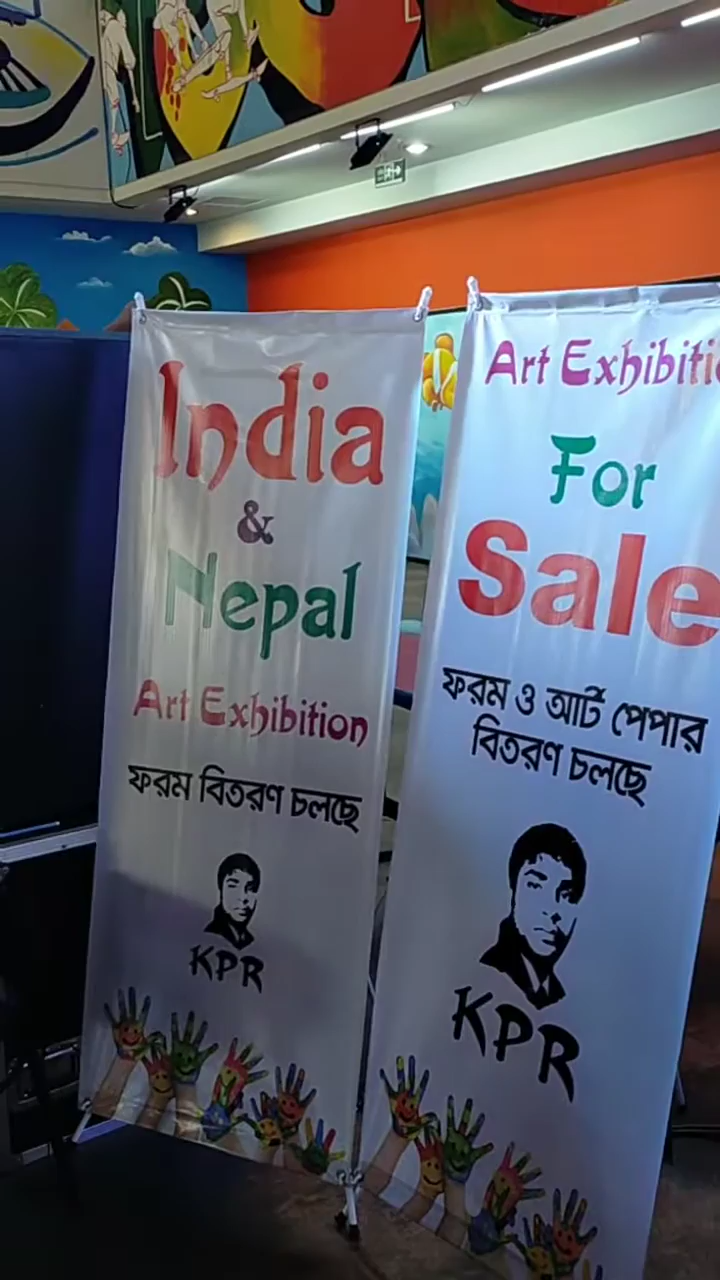 India
&
Nepal
Art Exhibition
ফরম বিতরণ চলছে
KPR
Art Exhibiti
For
Sale
ফরম ও আর্ট পেপার
বিতরণ চলছে
KPR